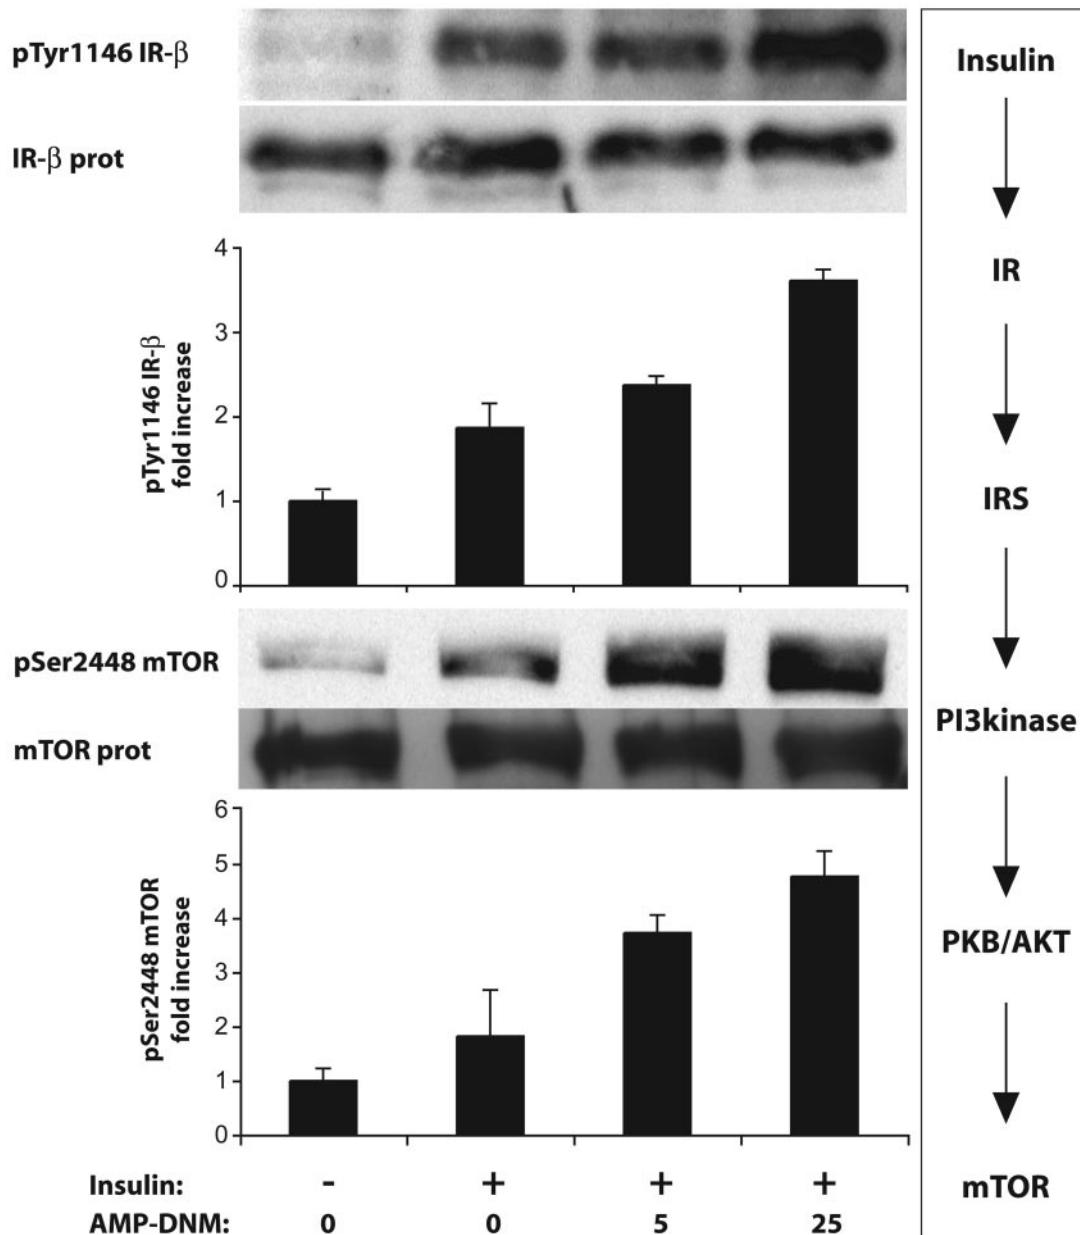 pTyr1146 IR-β
IR-β prot
4
3
2
1
0
pTyr1146 IR-β
fold increase
pSer2448 mTOR
mTOR prot
6
5
4
3
2
1
0
pSer2448 mTOR
fold increase
Insulin: - + + +
AMP-DNM: 0 0 5 25
Insulin
IR
IRS
PI3kinase
PKB/AKT
mTOR